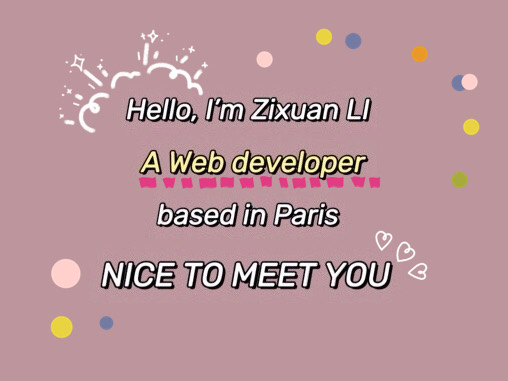 Hello, I'm Zixuan LI
A Web developer
based in Paris
NICE TO MEET YOU